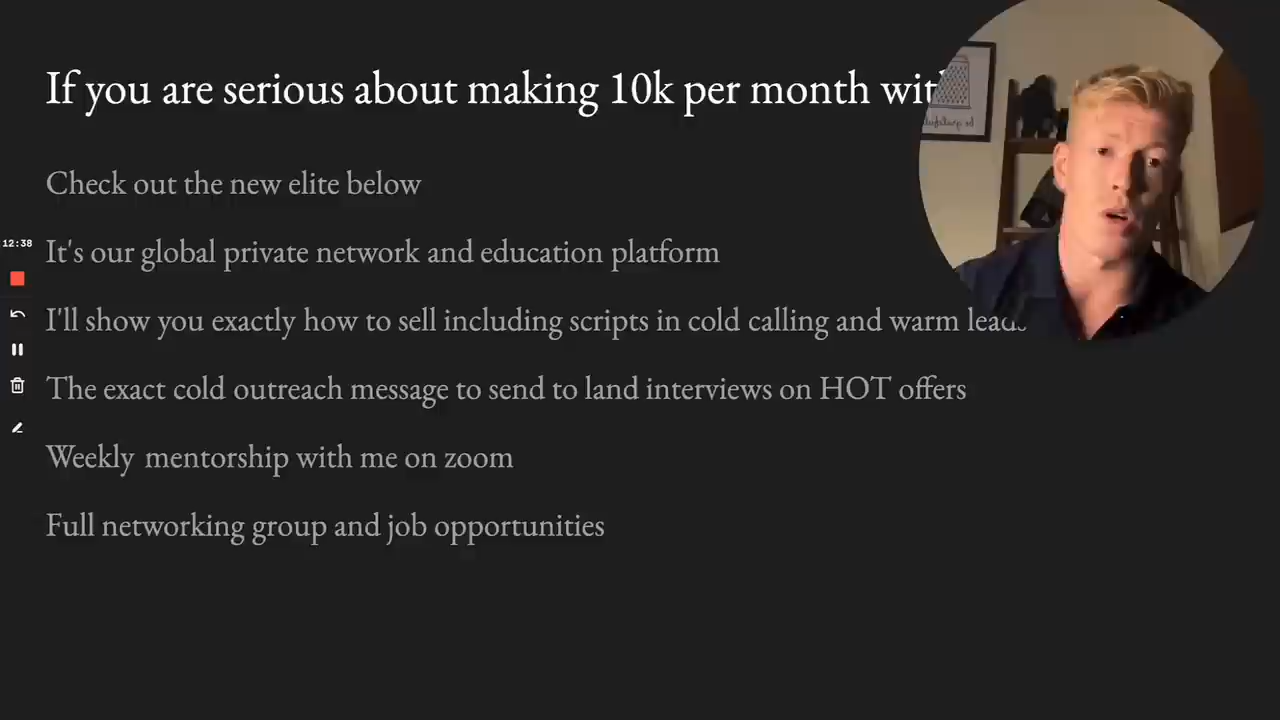 If you are serious about making 10k per month
Check out the new elite below
12:38
It's our global private network and education platform
I'll show you exactly how to sell including scripts in cold calling and warm leads
The exact cold outreach message to send to land interviews on HOT offers
Weekly mentorship with me on zoom
Full networking group and job opportunities